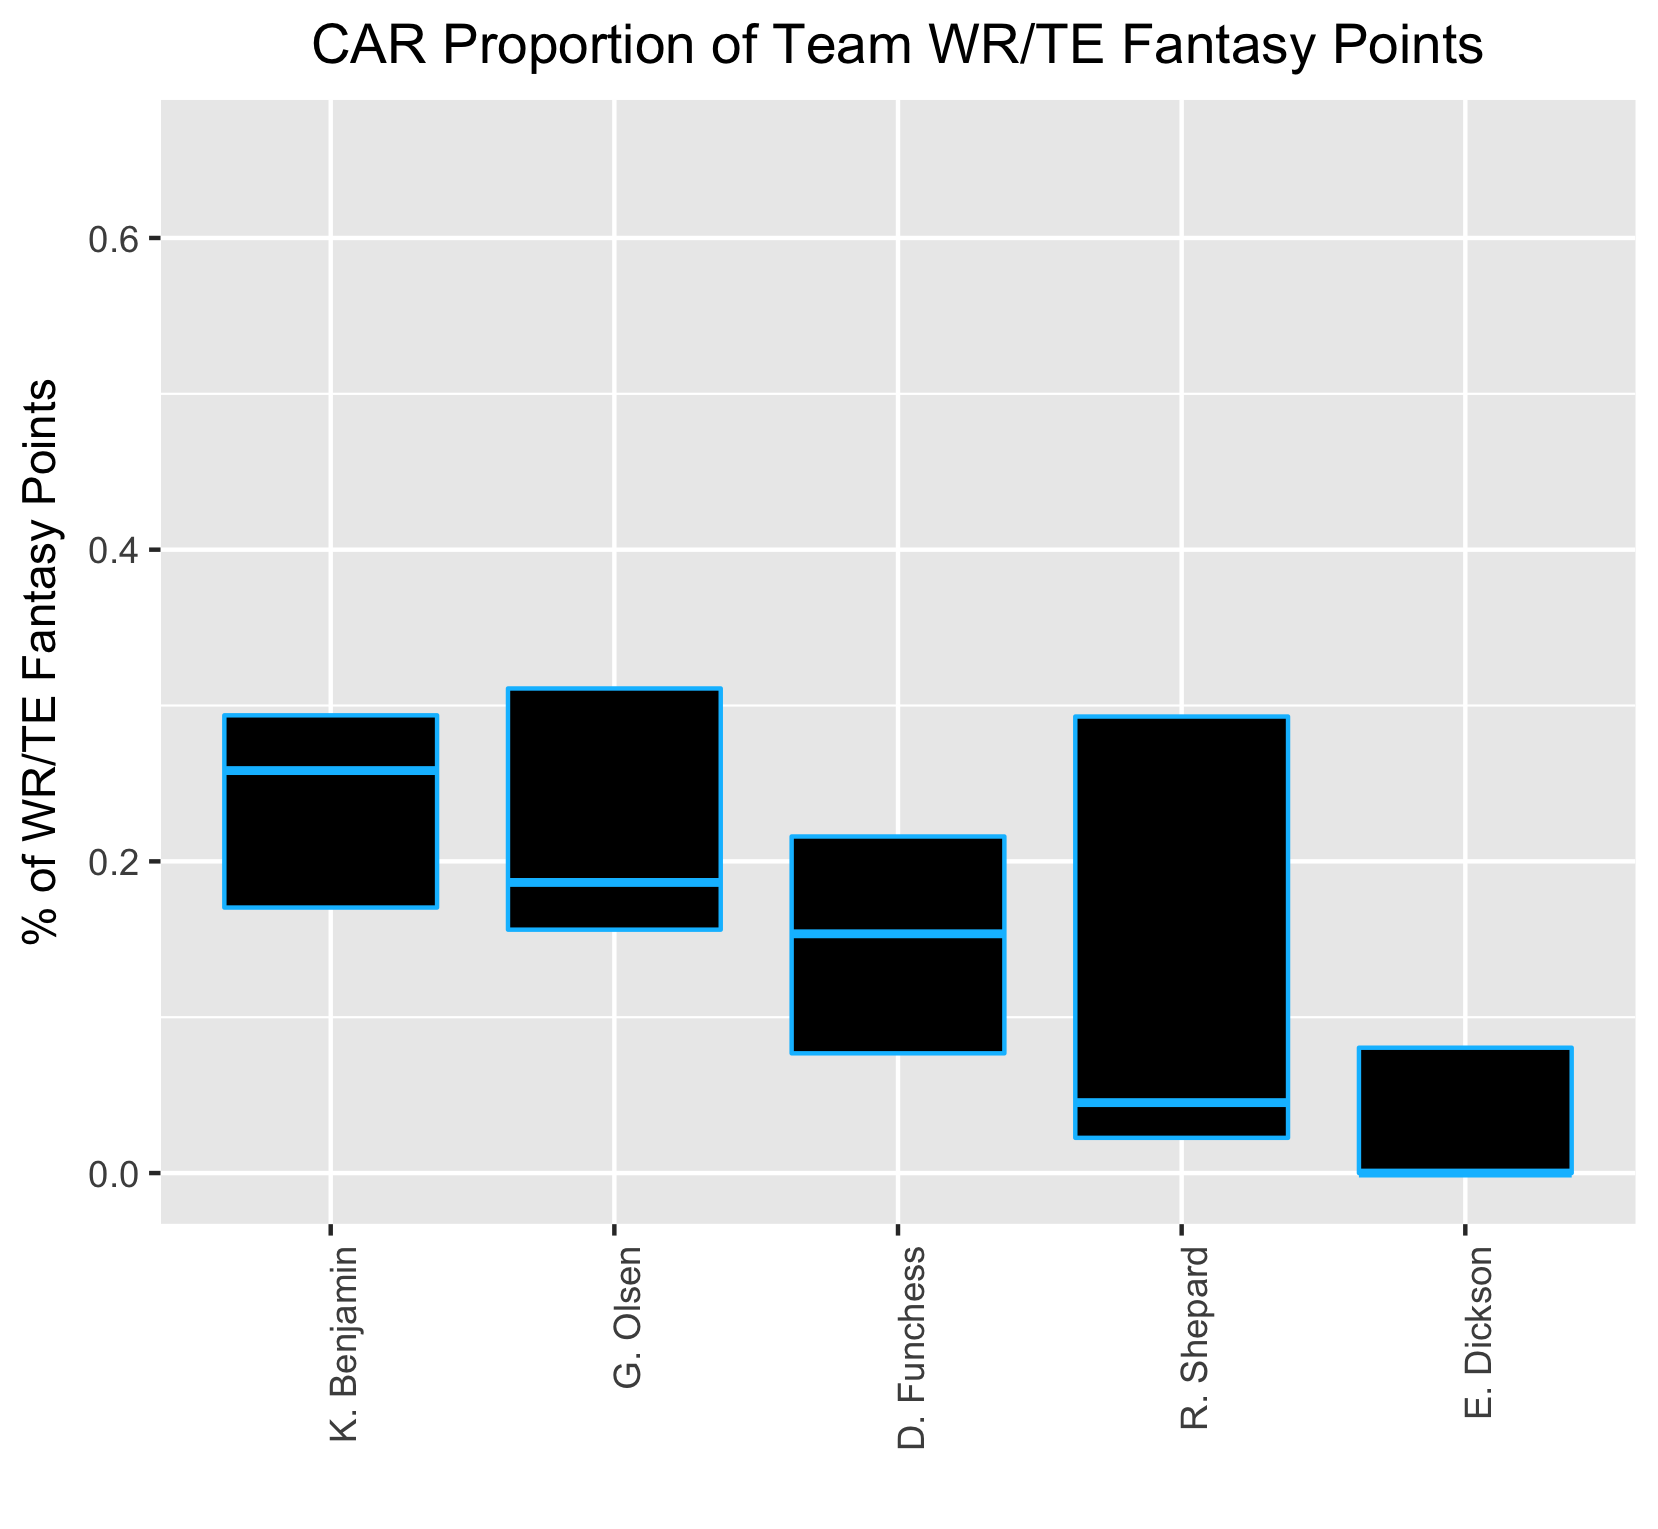 CAR Proportion of Team WR/TE Fantasy Points
% of WR/TE Fantasy Points
0.6
0.4
0.2
0.0
K. Benjamin
G. Olsen
D. Funchess
R. Shepard
E. Dickson